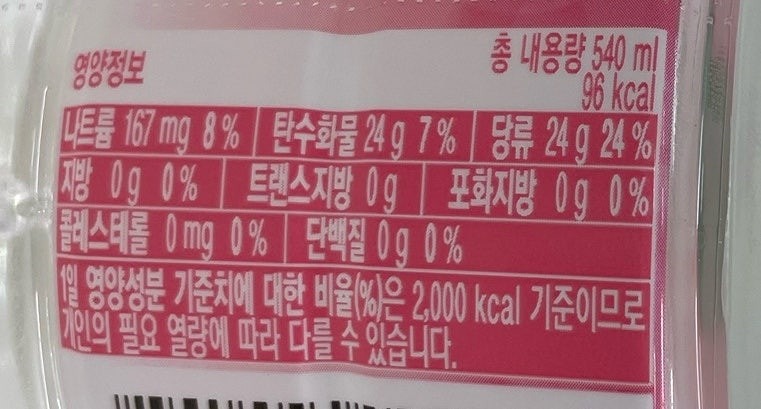 영양정보
총 내용량 540 ml
96 kcal
나트륨 167 mg 8 % 탄수화물 24 g 7 % 당류 24 g 24 %
지방 0 g 0 % 트랜스지방 0 g 포화지방 0 g 0 %
콜레스테롤 0 mg 0 % 단백질 0 g 0 %
1일 영양성분 기준치에 대한 비율(%)은 2,000 kcal 기준이므로
개인의 필요 열량에 따라 다를 수 있습니다.